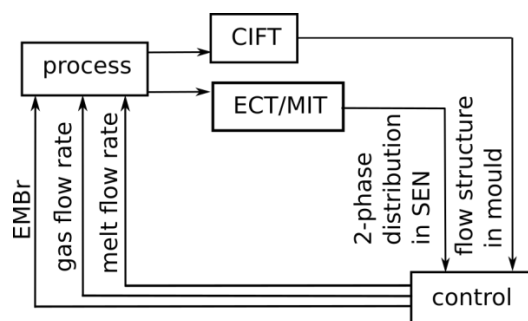 CIFT
process
ECT/MIT
EMBr
gas flow rate
melt flow rate
2-phase
distribution
in SEN
flow structure
in mould
control